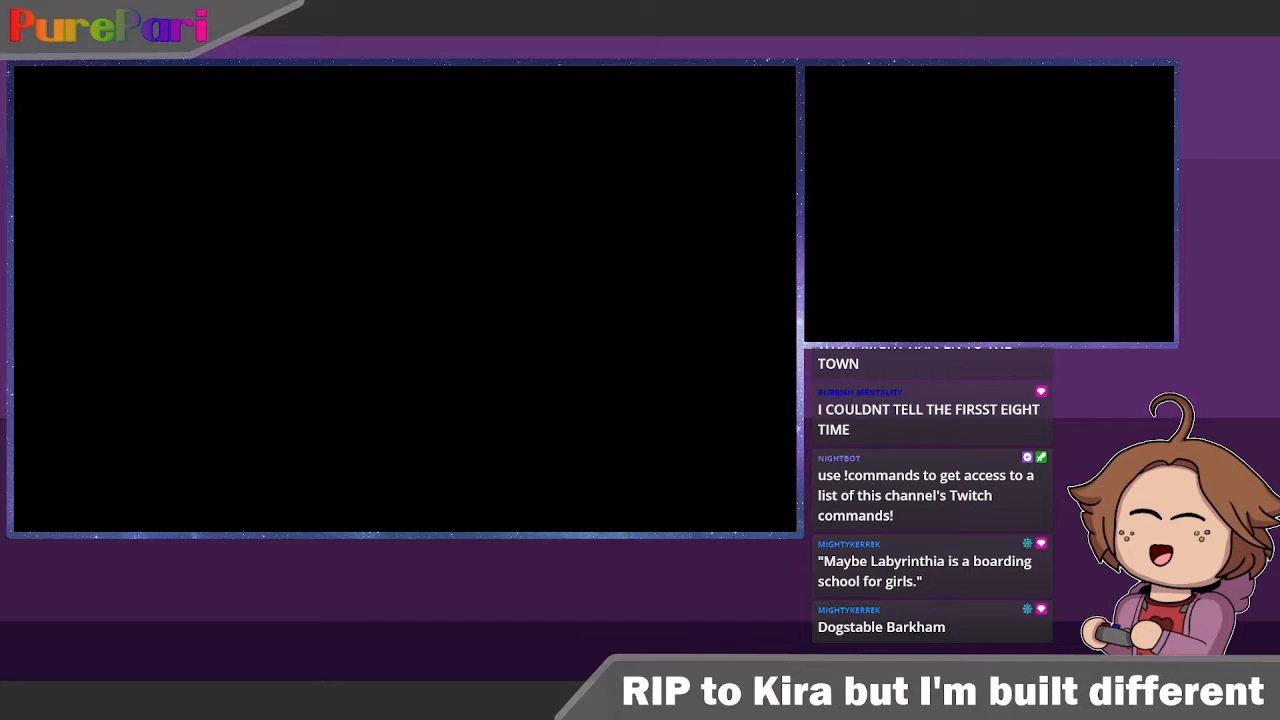 PurePari
TOWN
RUBBISH_MENTALITY
I COULDNT TELL THE FIRSST EIGHT
TIME
NIGHTBOT
use !commands to get access to a
list of this channel's Twitch
commands!
MIGHTYKERREK
"Maybe Labyrinthia is a boarding
school for girls."
MIGHTYKERREK
Dogstable Barkham
RIP to Kira but I'm built different